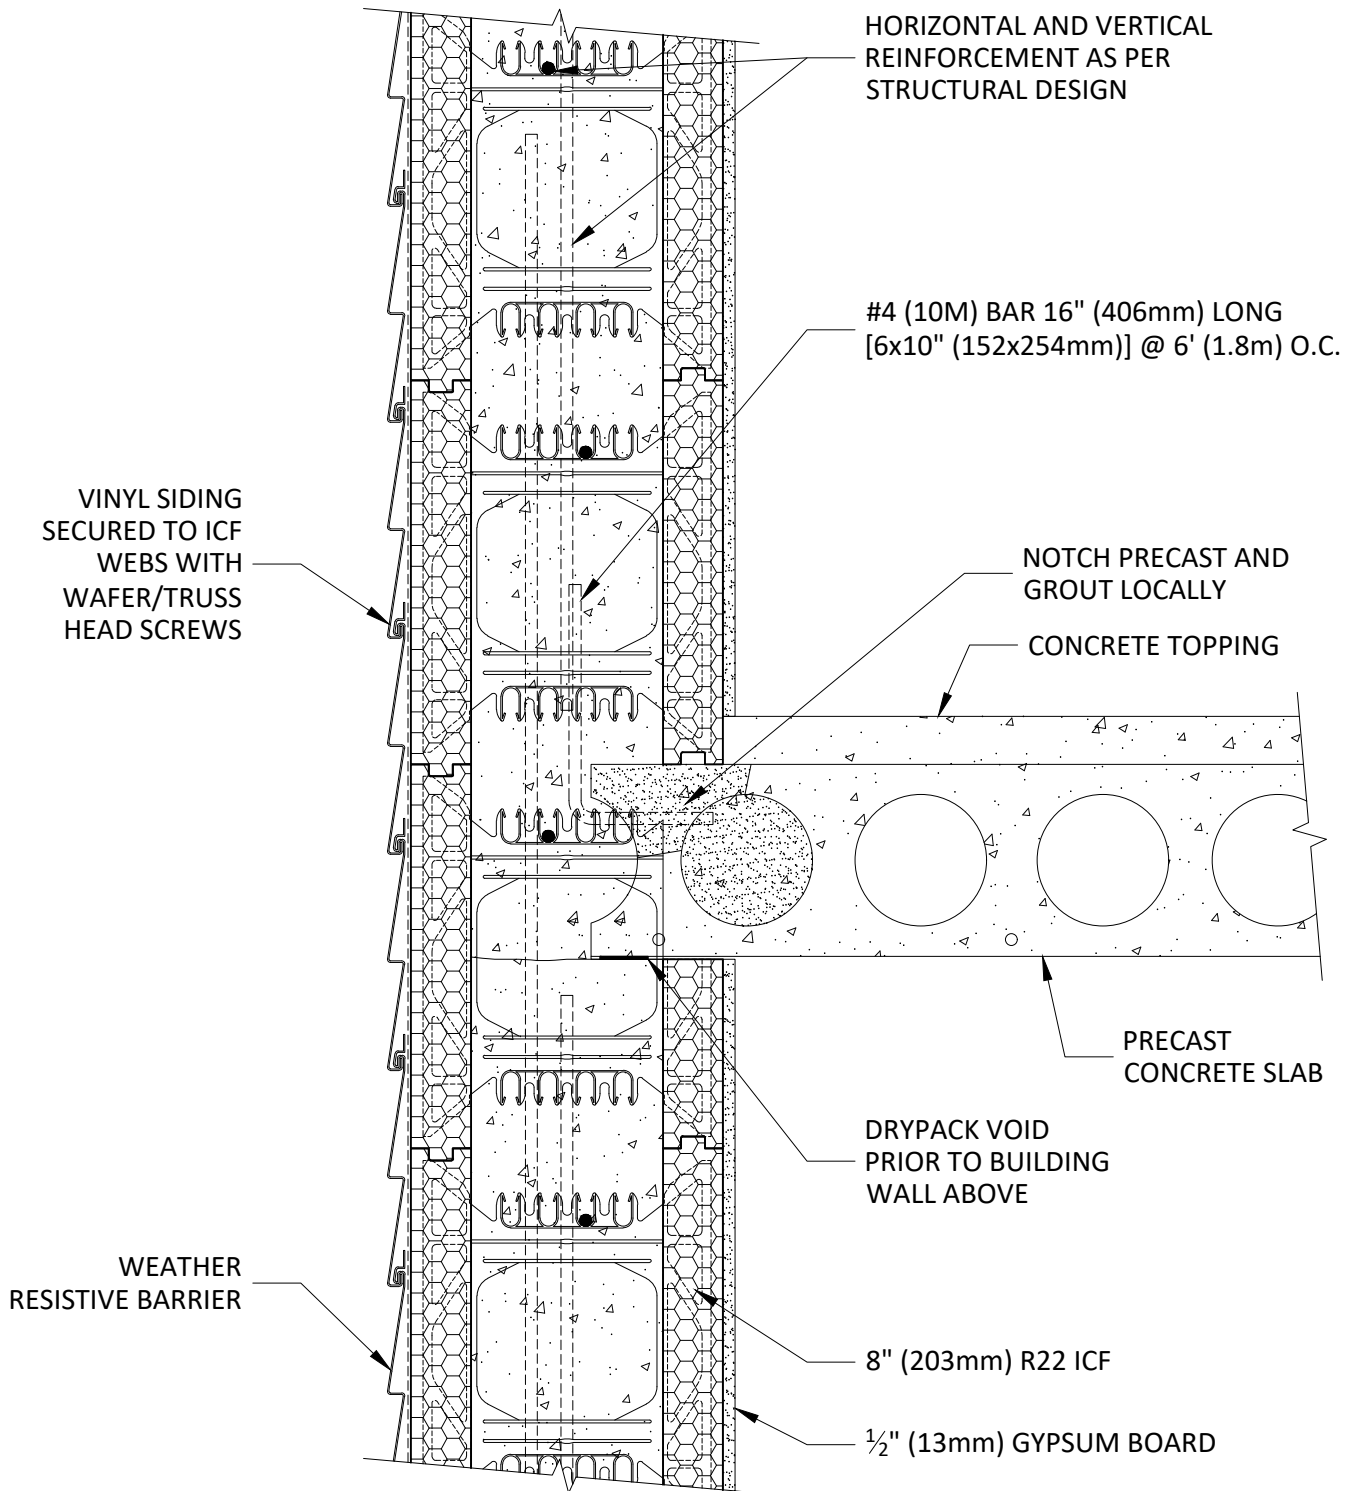 HORIZONTAL AND VERTICAL
REINFORCEMENT AS PER
STRUCTURAL DESIGN
#4 (10M) BAR 16" (406mm) LONG
[6x10" (152x254mm)] @ 6' (1.8m) O.C.
VINYL SIDING
SECURED TO ICF
WEBS WITH
WAFER/TRUSS
HEAD SCREWS
NOTCH PRECAST AND
GROUT LOCALLY
CONCRETE TOPPING
PRECAST
CONCRETE SLAB
DRYPACK VOID
PRIOR TO BUILDING
WALL ABOVE
WEATHER
RESISTIVE BARRIER
8" (203mm) R22 ICF
½" (13mm) GYPSUM BOARD